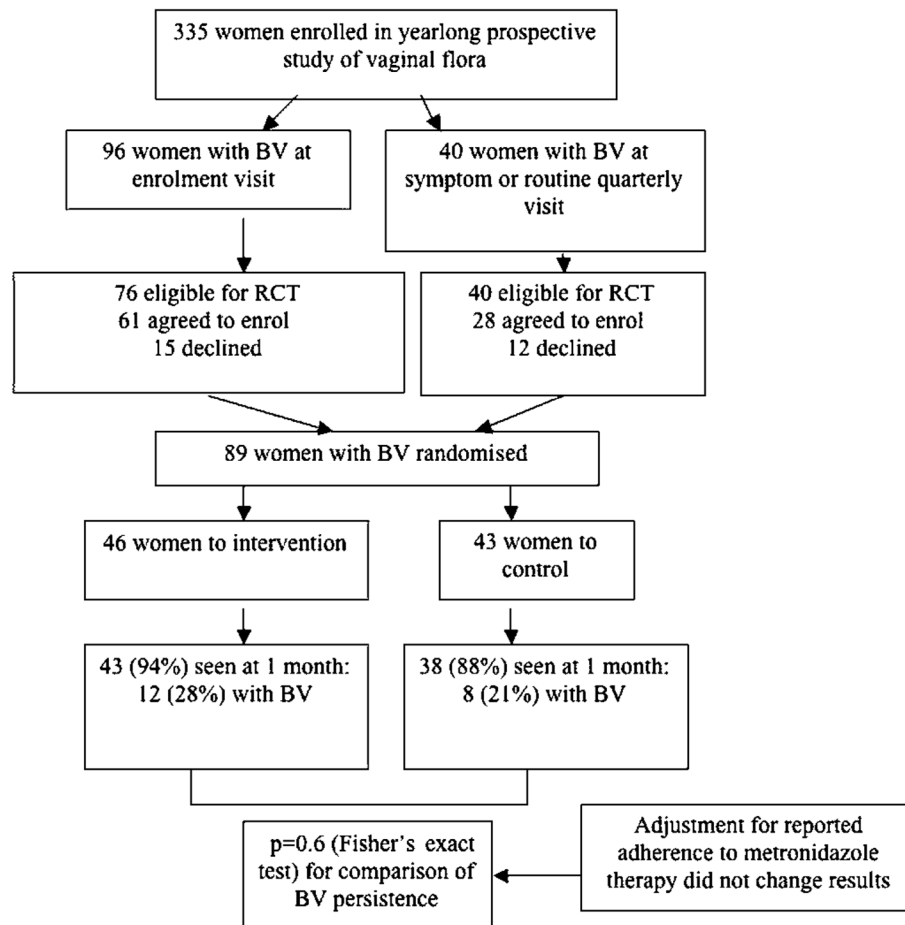 335 women enrolled in yearlong prospective
study of vaginal flora
96 women with BV at
enrolment visit
40 women with BV at
symptom or routine quarterly
visit
76 eligible for RCT
61 agreed to enrol
15 declined
40 eligible for RCT
28 agreed to enrol
12 declined
89 women with BV randomised
46 women to intervention
43 women to
control
43 (94%) seen at 1 month:
12 (28%) with BV
38 (88%) seen at 1 month:
8 (21%) with BV
p=0.6 (Fisher's exact
test) for comparison of
BV persistence
Adjustment for reported
adherence to metronidazole
therapy did not change results